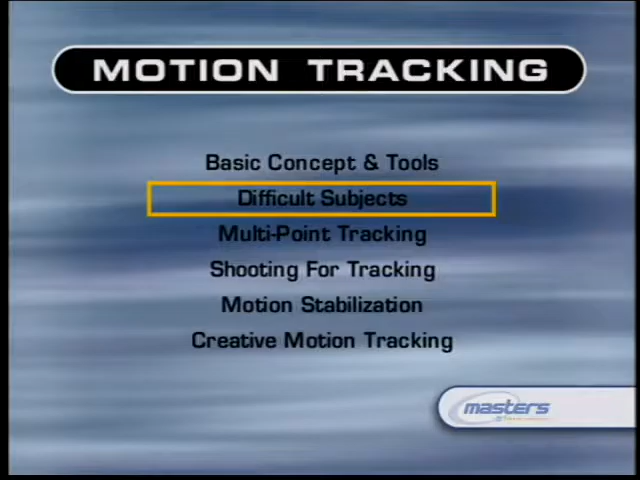 MOTION TRACKING
Basic Concept & Tools
Difficult Subjects
Multi-Point Tracking
Shooting For Tracking
Motion Stabilization
Creative Motion Tracking
masters